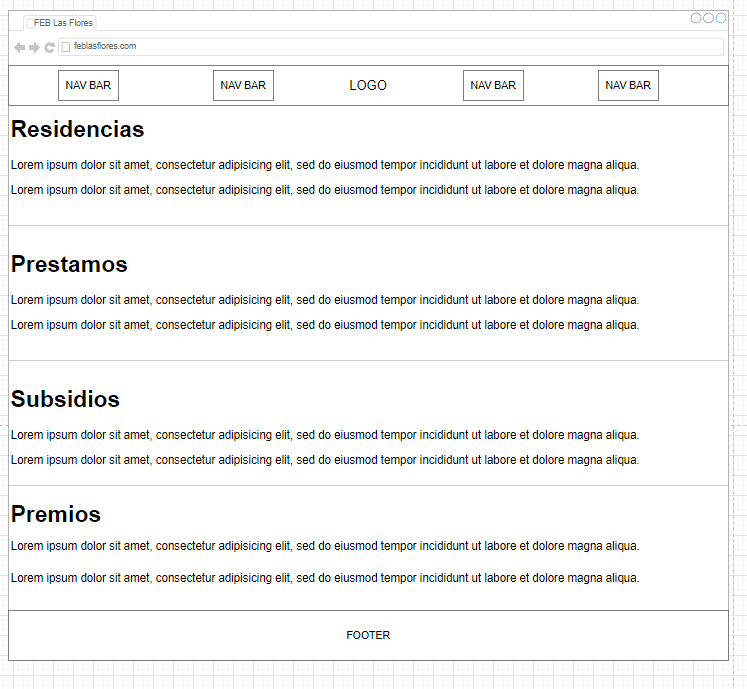 FEB Las Flores
feblasflores.com
NAV BAR NAV BAR LOGO NAV BAR NAV BAR
Residencias
Lorem ipsum dolor sit amet, consectetur adipisicing elit, sed do eiusmod tempor incididunt ut labore et dolore magna aliqua.
Lorem ipsum dolor sit amet, consectetur adipisicing elit, sed do eiusmod tempor incididunt ut labore et dolore magna aliqua.
Prestamos
Lorem ipsum dolor sit amet, consectetur adipisicing elit, sed do eiusmod tempor incididunt ut labore et dolore magna aliqua.
Lorem ipsum dolor sit amet, consectetur adipisicing elit, sed do eiusmod tempor incididunt ut labore et dolore magna aliqua.
Subsidios
Lorem ipsum dolor sit amet, consectetur adipisicing elit, sed do eiusmod tempor incididunt ut labore et dolore magna aliqua.
Lorem ipsum dolor sit amet, consectetur adipisicing elit, sed do eiusmod tempor incididunt ut labore et dolore magna aliqua.
Premios
Lorem ipsum dolor sit amet, consectetur adipisicing elit, sed do eiusmod tempor incididunt ut labore et dolore magna aliqua.
Lorem ipsum dolor sit amet, consectetur adipisicing elit, sed do eiusmod tempor incididunt ut labore et dolore magna aliqua.
FOOTER